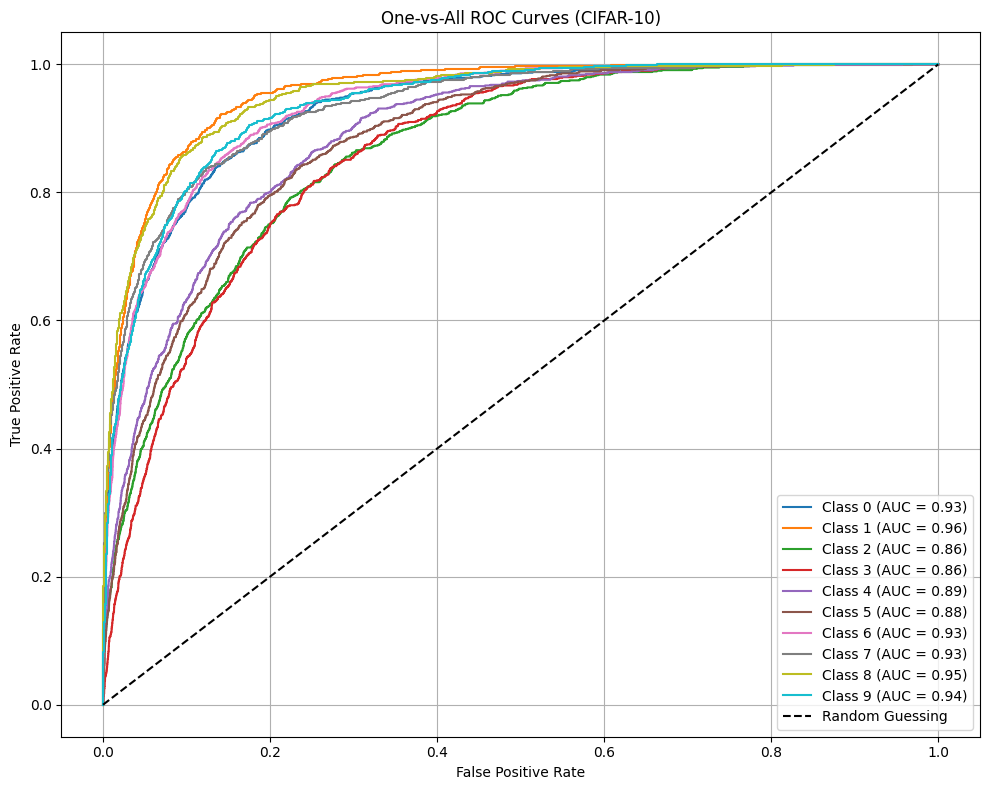 One-vs-All ROC Curves (CIFAR-10)
True Positive Rate
1.0
0.8
0.6
0.4
0.2
0.0
0.0 0.2 0.4 0.6 0.8 1.0
False Positive Rate
Class 0 (AUC = 0.93)
Class 1 (AUC = 0.96)
Class 2 (AUC = 0.86)
Class 3 (AUC = 0.86)
Class 4 (AUC = 0.89)
Class 5 (AUC = 0.88)
Class 6 (AUC = 0.93)
Class 7 (AUC = 0.93)
Class 8 (AUC = 0.95)
Class 9 (AUC = 0.94)
Random Guessing